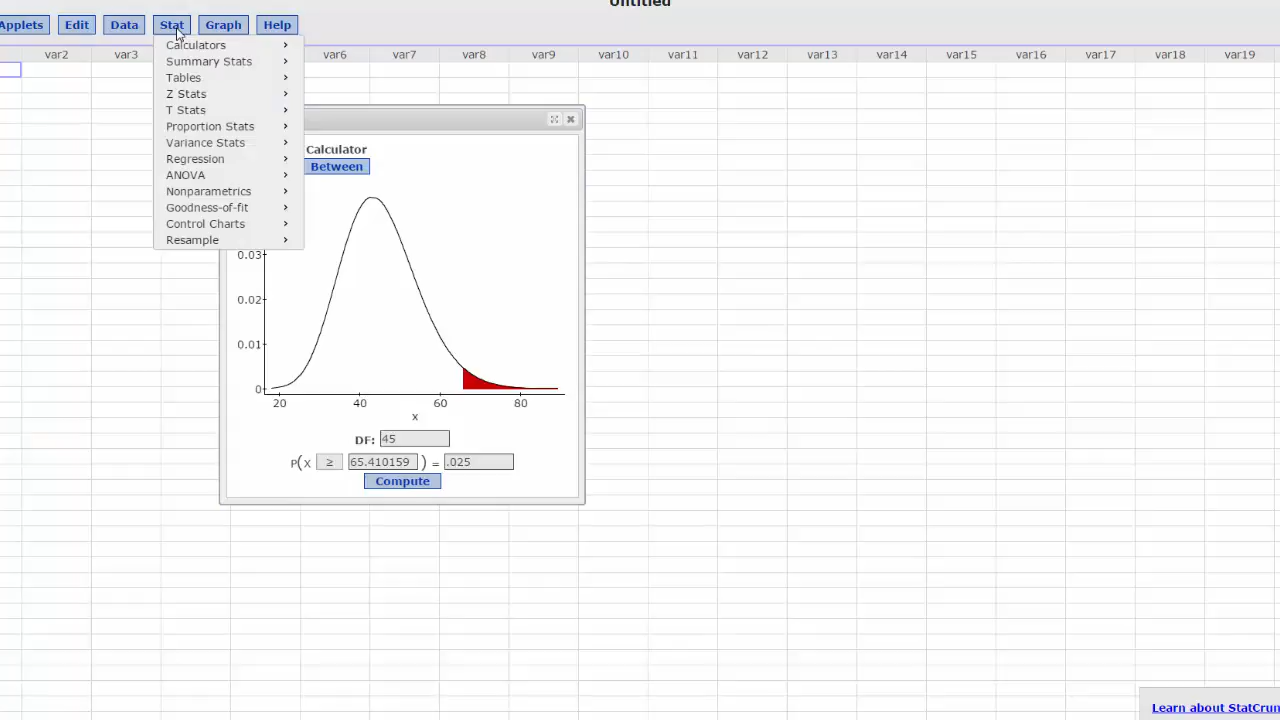 Untitled
Applets Edit Data Stat Graph Help
var2 var3 var6 var7 var8 var9 var10 var11 var12 var13 var14 var15 var16 var17 var18 var19
Calculators
Summary Stats
Tables
Z Stats
T Stats
Proportion Stats
Variance Stats
Regression
ANOVA
Nonparametrics
Goodness-of-fit
Control Charts
Resample
Calculator
Between
0.03
0.02
0.01
0
20 40 60 80
x
DF: 45
P(X ≥ 65.410159 ) = .025
Compute
Learn about StatCrun